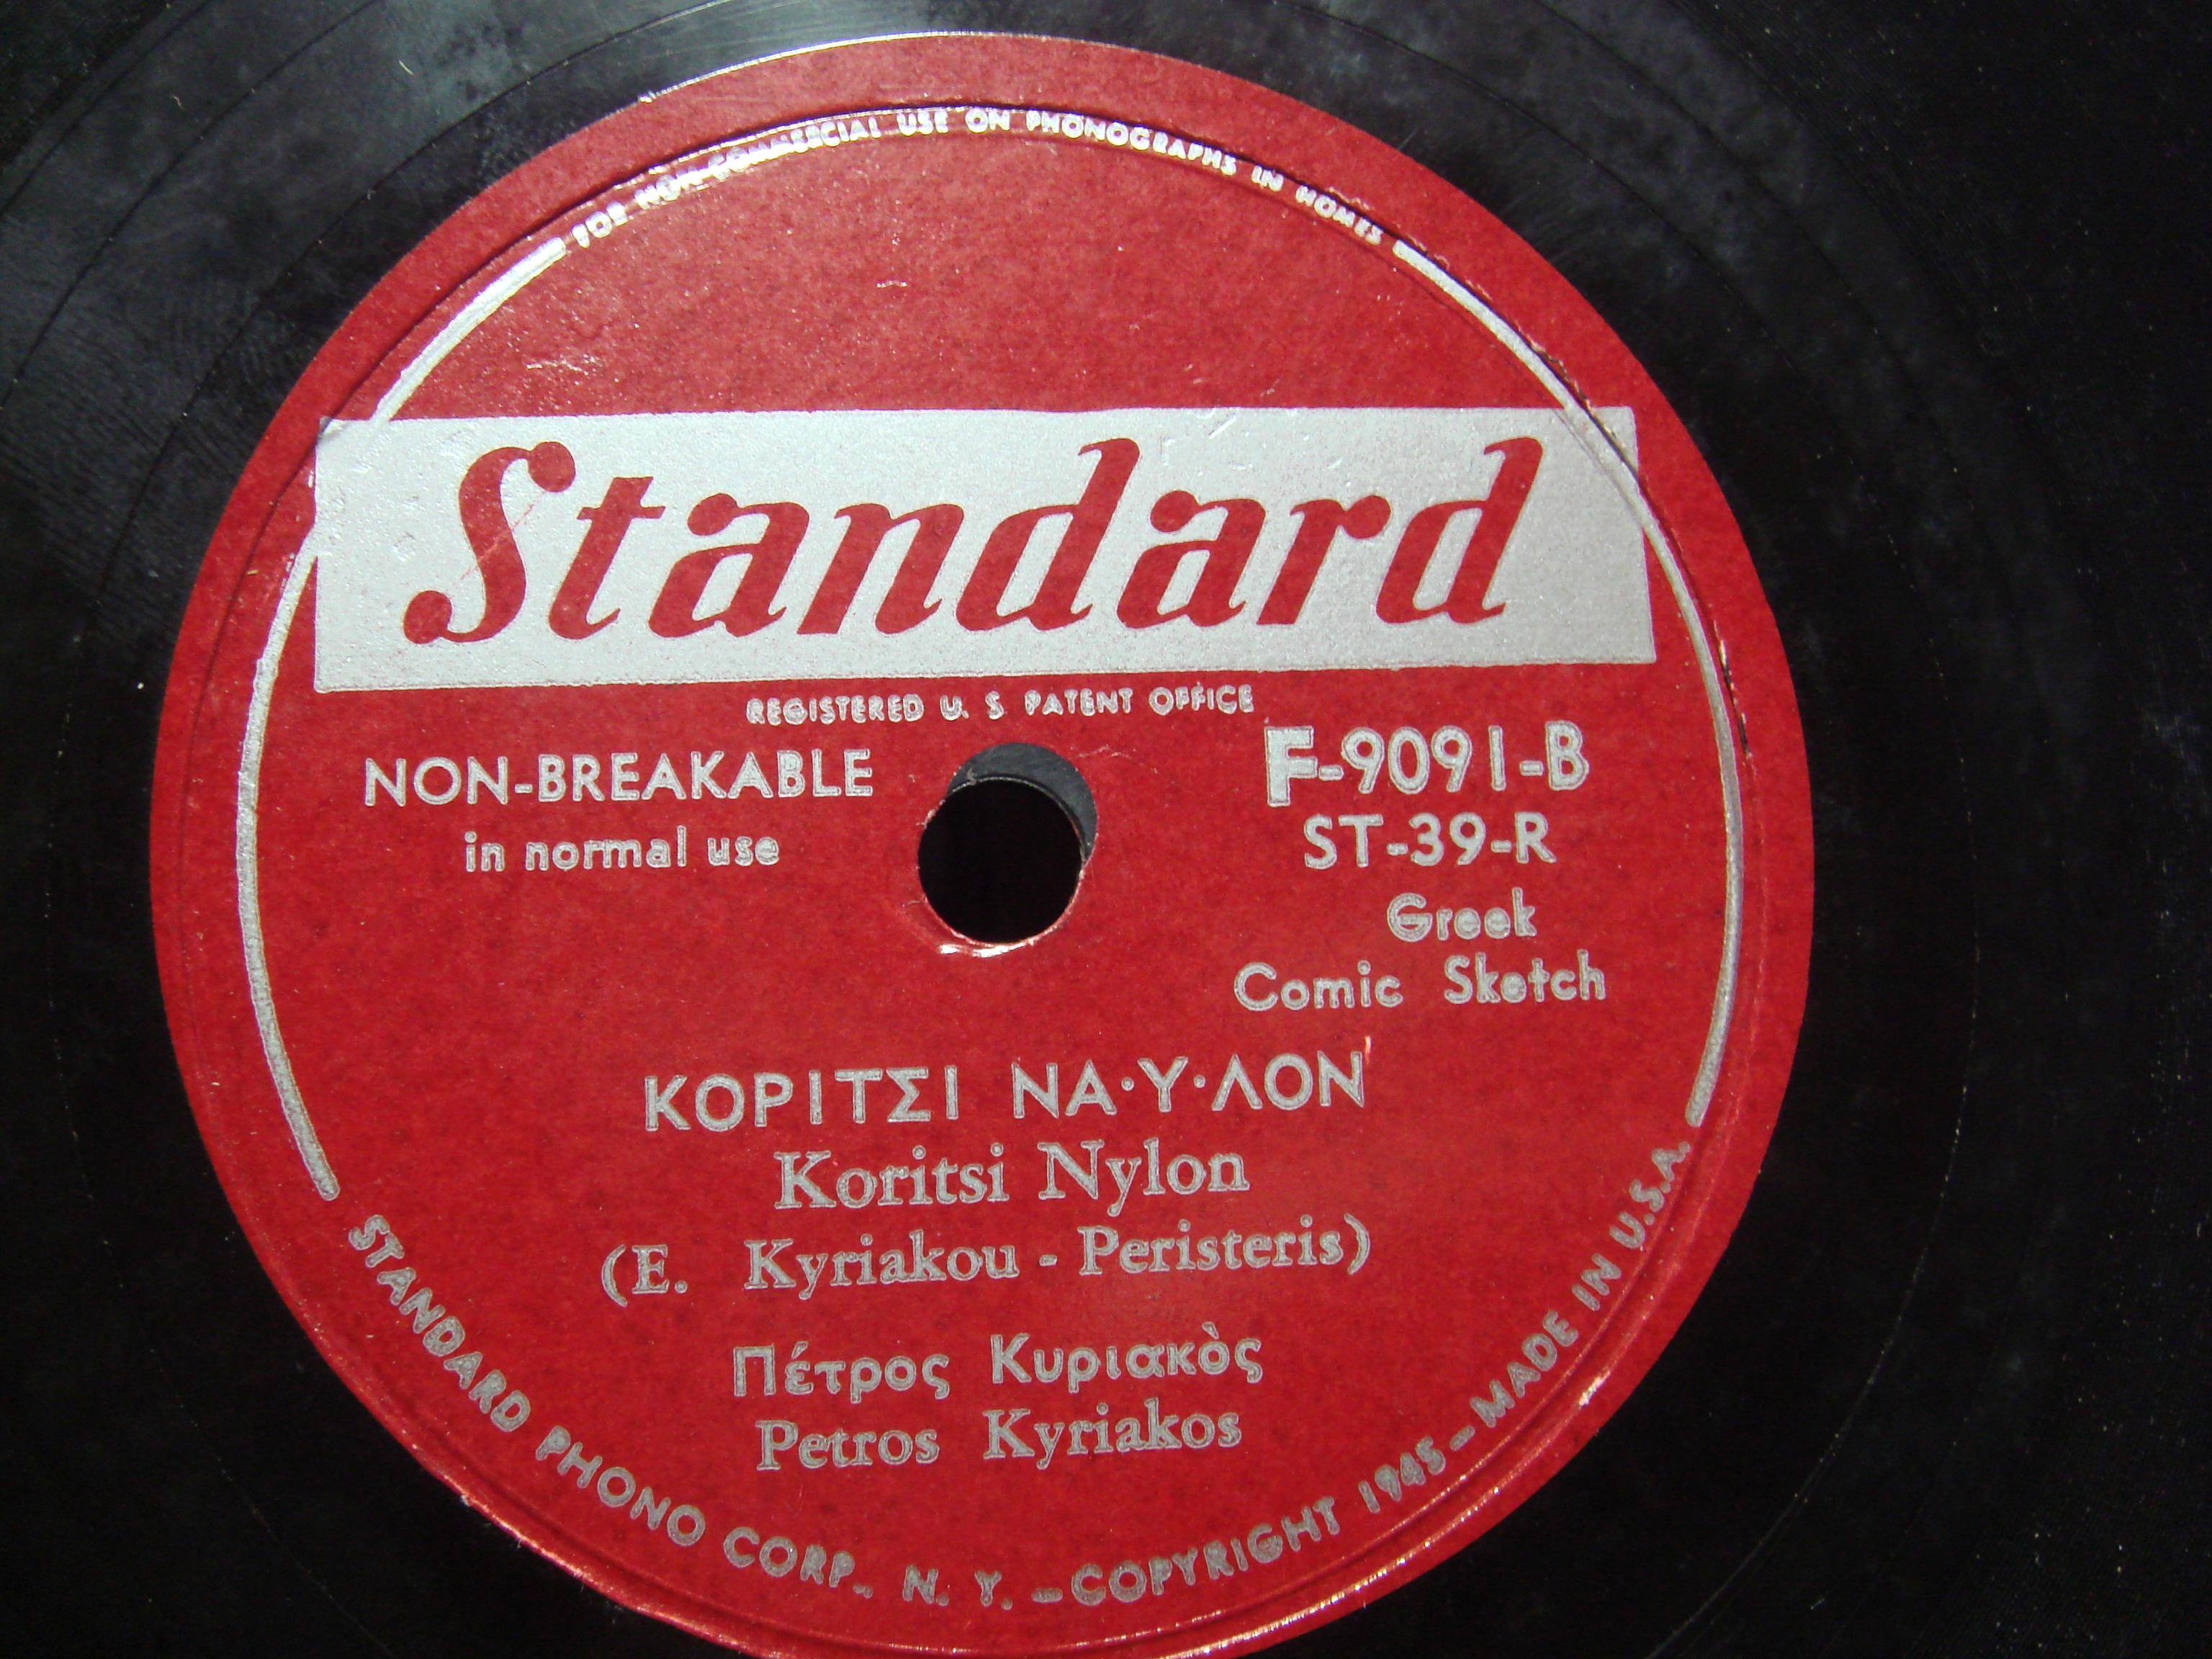 FOR NON-COMMERCIAL USE ON PHONOGRAPHS IN HOMES
Standard
REGISTERED U. S. PATENT OFFICE
NON-BREAKABLE
in normal use
F-9091-B
ST-39-R
Greek
Comic Sketch
ΚΟΡΙΤΣΙ ΝΑ·Υ·ΛΟΝ
Koritsi Nylon
(E. Kyriakou - Peristeris)
Πέτρος Κυριακὸς
Petros Kyriakos
STANDARD PHONO CORP., N. Y. – COPYRIGHT 1945 – MADE IN U.S.A.